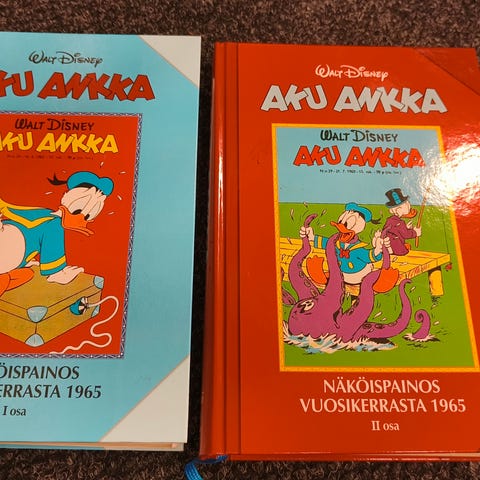 WALT DISNEY
AKU ANKKA
WALT DISNEY
AKU ANKKA
NÄKÖISPAINOS
VUOSIKERRASTA 1965
II osa
WALT DISNEY
AKU ANKKA
WALT DISNEY
AKU ANKKA
ÖISPAINOS
KERRASTA 1965
I osa